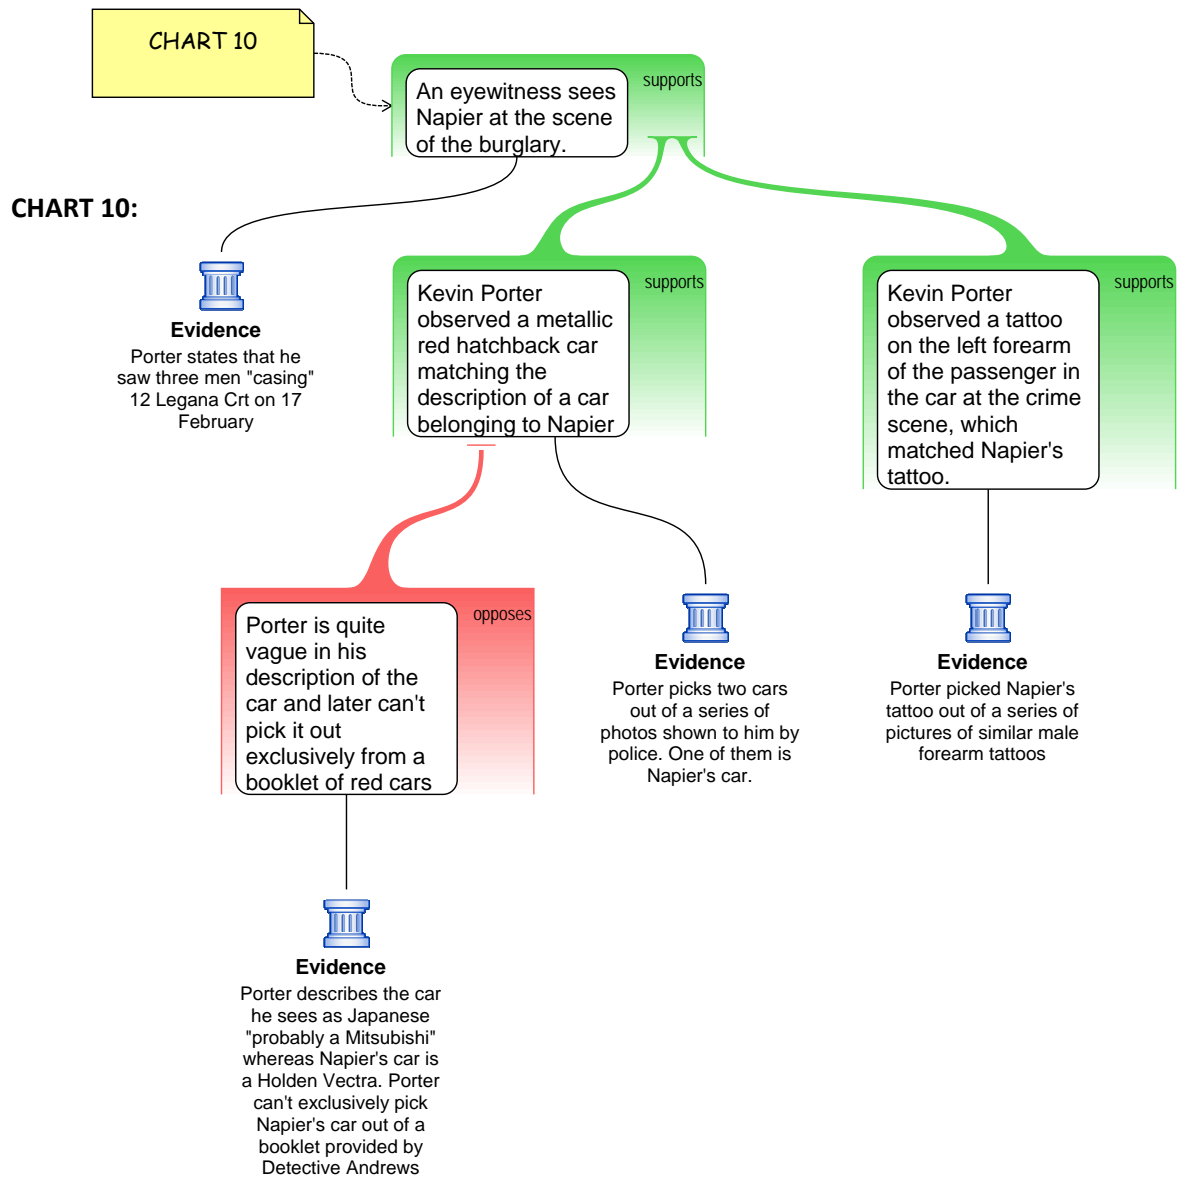 CHART 10
supports
An eyewitness sees
Napier at the scene
of the burglary.
CHART 10:
Evidence
Porter states that he
saw three men "casing"
12 Legana Crt on 17
February
supports
Kevin Porter
observed a metallic
red hatchback car
matching the
description of a car
belonging to Napier
supports
Kevin Porter
observed a tattoo
on the left forearm
of the passenger in
the car at the crime
scene, which
matched Napier's
tattoo.
opposes
Porter is quite
vague in his
description of the
car and later can't
pick it out
exclusively from a
booklet of red cars
Evidence
Porter picks two cars
out of a series of
photos shown to him by
police. One of them is
Napier's car.
Evidence
Porter picked Napier's
tattoo out of a series of
pictures of similar male
forearm tattoos
Evidence
Porter describes the car
he sees as Japanese
"probably a Mitsubishi"
whereas Napier's car is
a Holden Vectra. Porter
can't exclusively pick
Napier's car out of a
booklet provided by
Detective Andrews